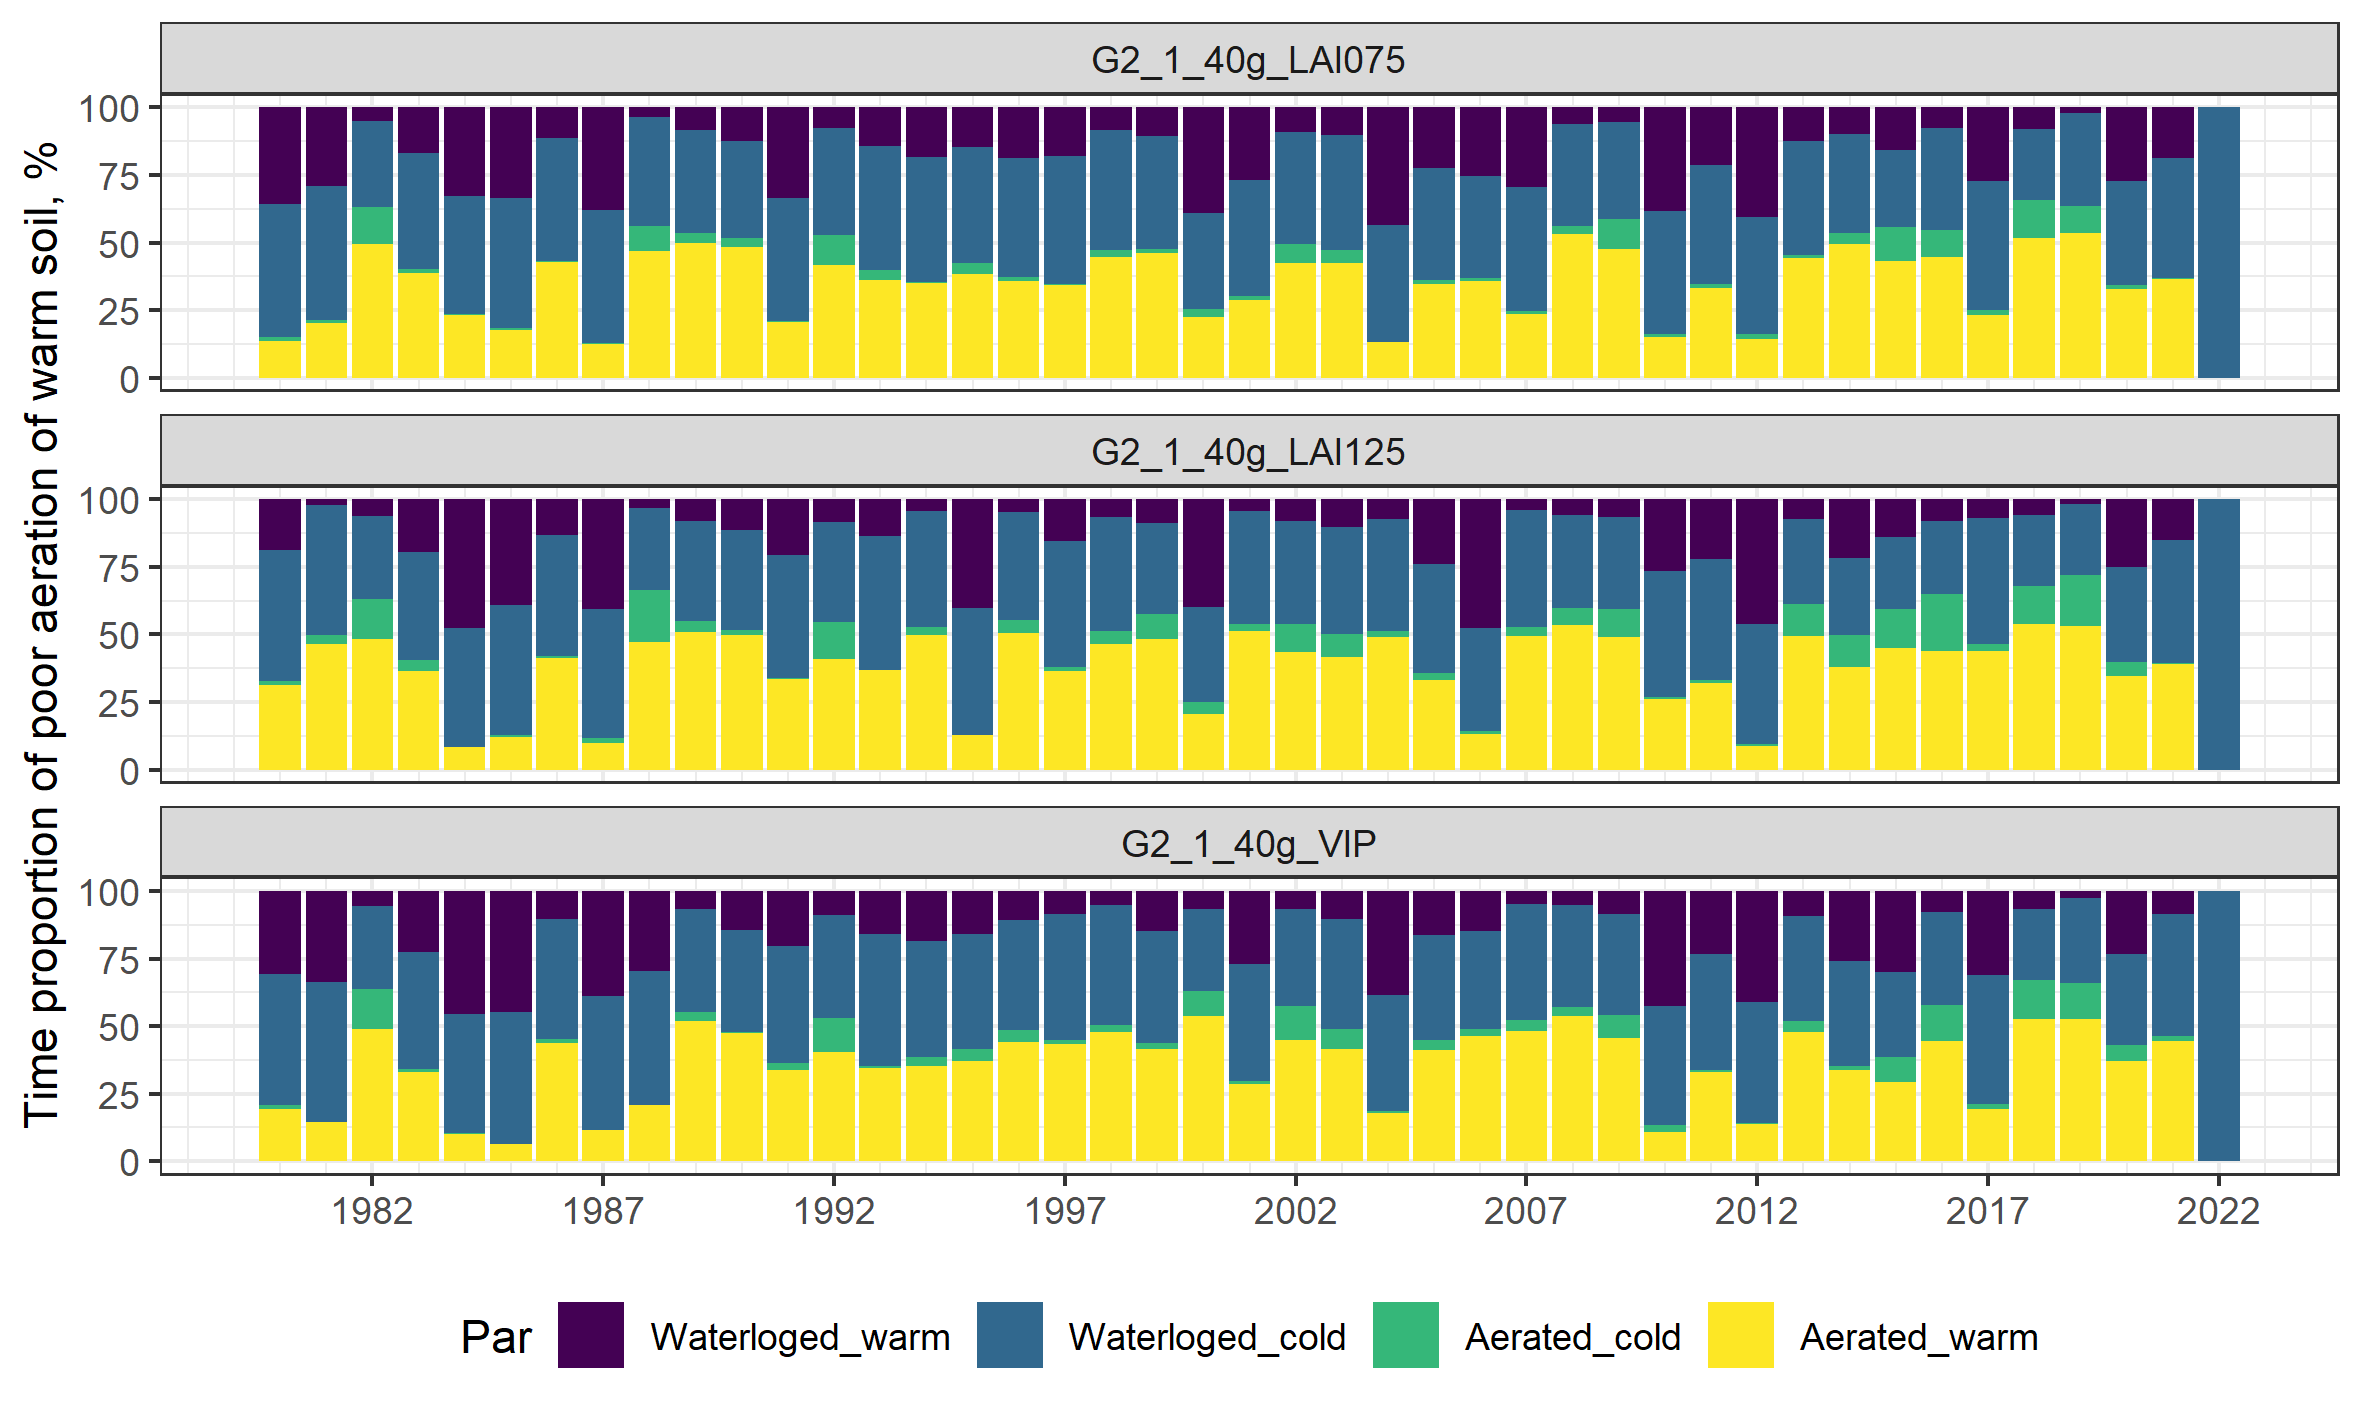 G2_1_40g_LAI075
100
75
50
25
0
G2_1_40g_LAI125
100
75
50
25
0
G2_1_40g_VIP
100
75
50
25
0
Time proportion of poor aeration of warm soil, %
1982 1987 1992 1997 2002 2007 2012 2017 2022
Par Waterloged_warm Waterloged_cold Aerated_cold Aerated_warm